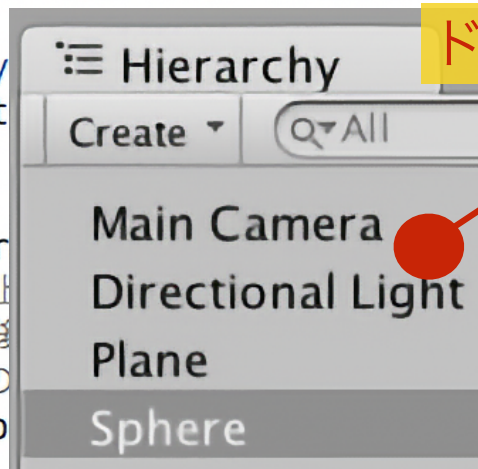 ド
Hierarchy
Create
All
Main Camera
Directional Light
Plane
Sphere